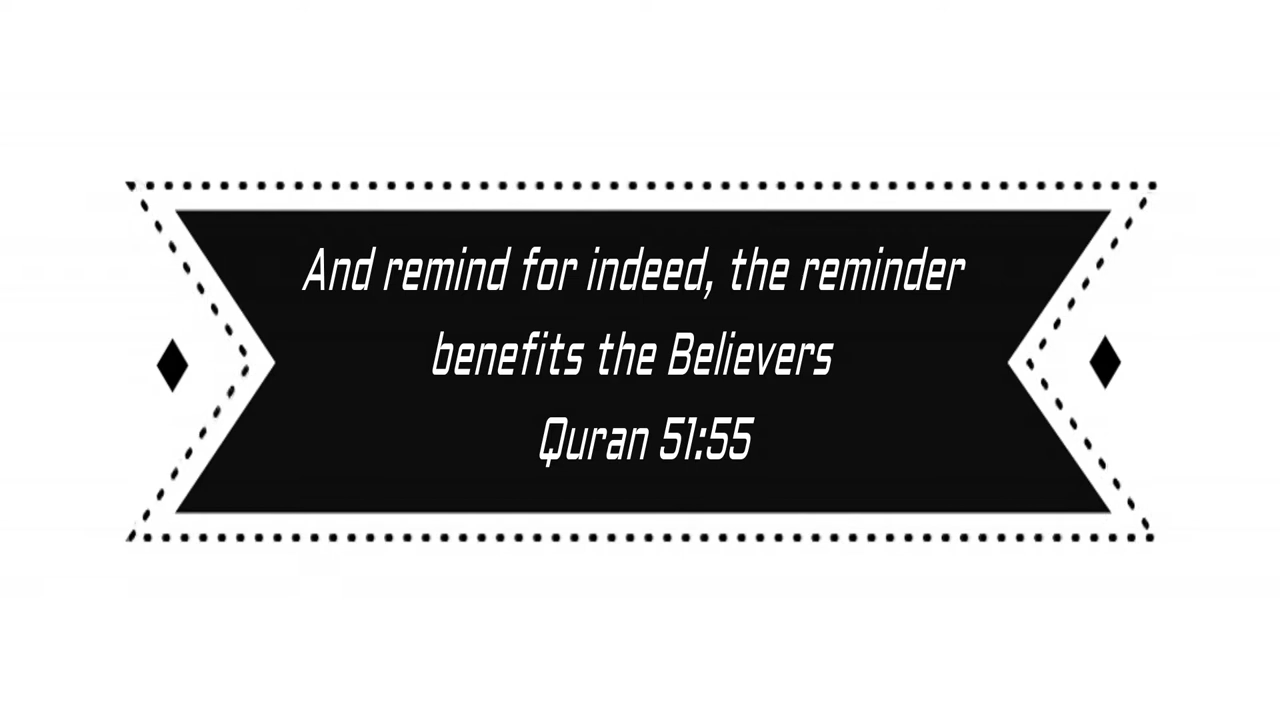 And remind for indeed, the reminder
benefits the Believers
Quran 51:55